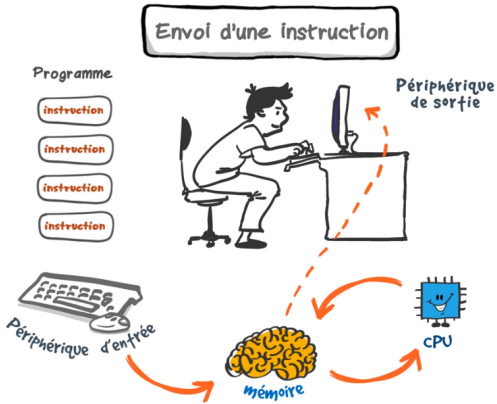 Envoi d'une instruction
Programme
instruction
instruction
instruction
instruction
Périphérique
de sortie
Périphérique d'entrée
mémoire
CPU